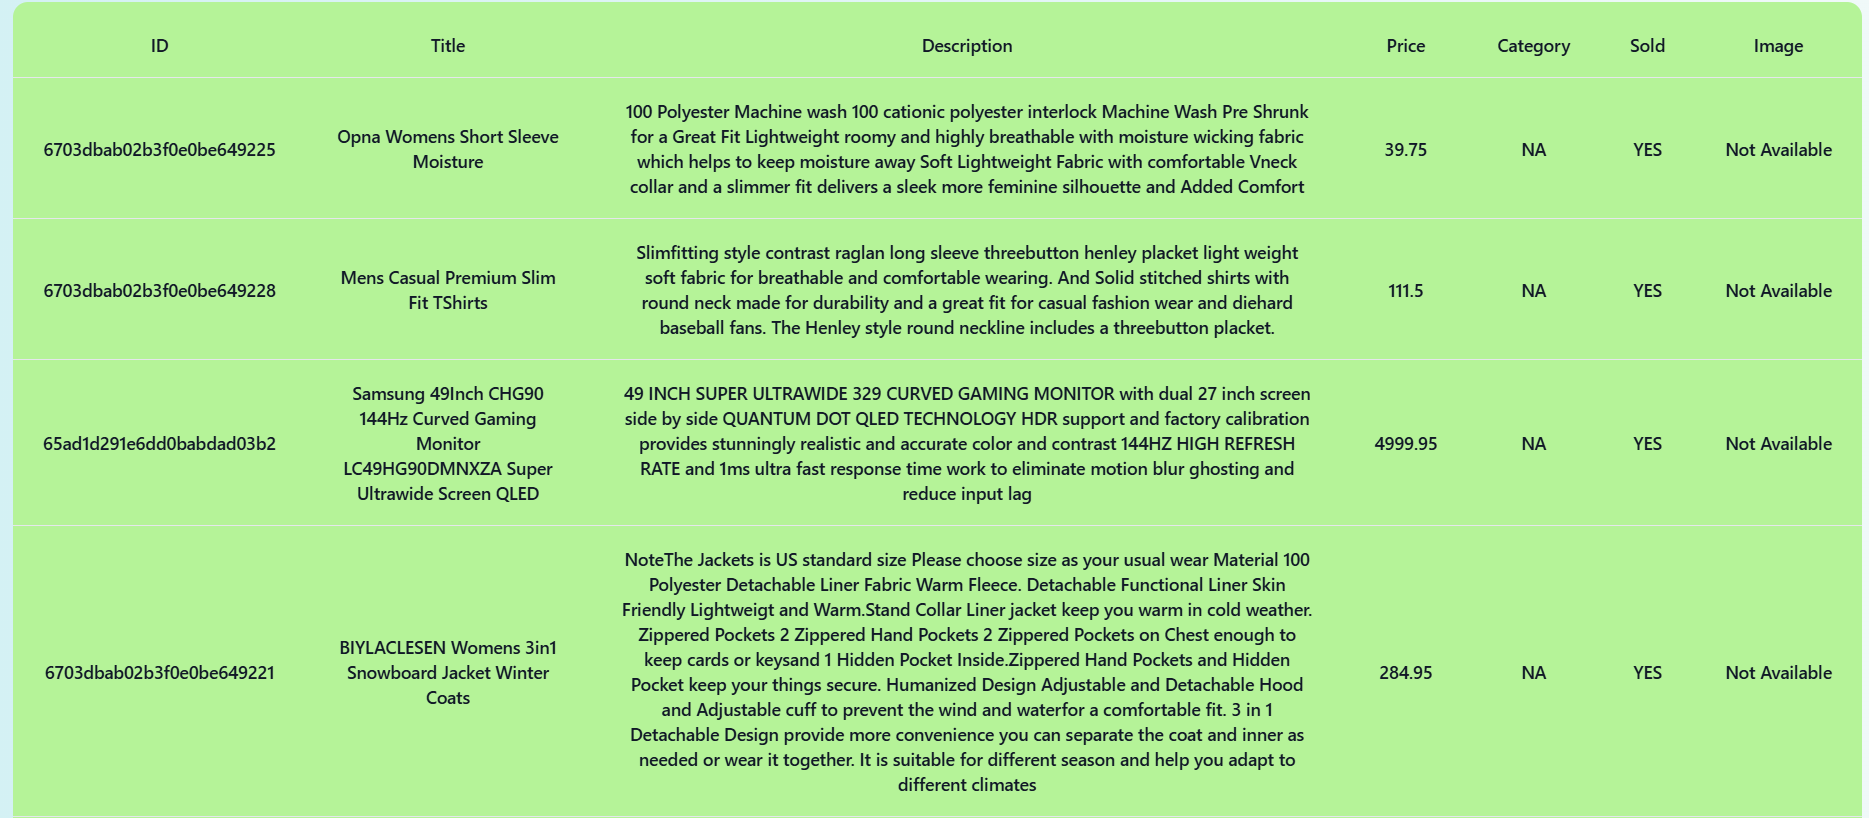 ID Title Description Price Category Sold Image
100 Polyester Machine wash 100 cationic polyester interlock Machine Wash Pre Shrunk
Opna Womens Short Sleeve for a Great Fit Lightweight roomy and highly breathable with moisture wicking fabric
6703dbab02b3f0e0be649225 39.75 NA YES Not Available
Moisture which helps to keep moisture away Soft Lightweight Fabric with comfortable Vneck
collar and a slimmer fit delivers a sleek more feminine silhouette and Added Comfort
Slimfitting style contrast raglan long sleeve threebutton henley placket light weight
Mens Casual Premium Slim soft fabric for breathable and comfortable wearing. And Solid stitched shirts with
6703dbab02b3f0e0be649228 111.5 NA YES Not Available
Fit TShirts round neck made for durability and a great fit for casual fashion wear and diehard
baseball fans. The Henley style round neckline includes a threebutton placket.
Samsung 49Inch CHG90 49 INCH SUPER ULTRAWIDE 329 CURVED GAMING MONITOR with dual 27 inch screen
144Hz Curved Gaming side by side QUANTUM DOT QLED TECHNOLOGY HDR support and factory calibration
65ad1d291e6dd0babdad03b2 Monitor provides stunningly realistic and accurate color and contrast 144HZ HIGH REFRESH 4999.95 NA YES Not Available
LC49HG90DMNXZA Super RATE and 1ms ultra fast response time work to eliminate motion blur ghosting and
Ultrawide Screen QLED reduce input lag
NoteThe Jackets is US standard size Please choose size as your usual wear Material 100
Polyester Detachable Liner Fabric Warm Fleece. Detachable Functional Liner Skin
Friendly Lightweigt and Warm.Stand Collar Liner jacket keep you warm in cold weather.
Zippered Pockets 2 Zippered Hand Pockets 2 Zippered Pockets on Chest enough to
BIYLACLESEN Womens 3in1 keep cards or keysand 1 Hidden Pocket Inside.Zippered Hand Pockets and Hidden
6703dbab02b3f0e0be649221 Snowboard Jacket Winter Pocket keep your things secure. Humanized Design Adjustable and Detachable Hood 284.95 NA YES Not Available
Coats and Adjustable cuff to prevent the wind and waterfor a comfortable fit. 3 in 1
Detachable Design provide more convenience you can separate the coat and inner as
needed or wear it together. It is suitable for different season and help you adapt to
different climates